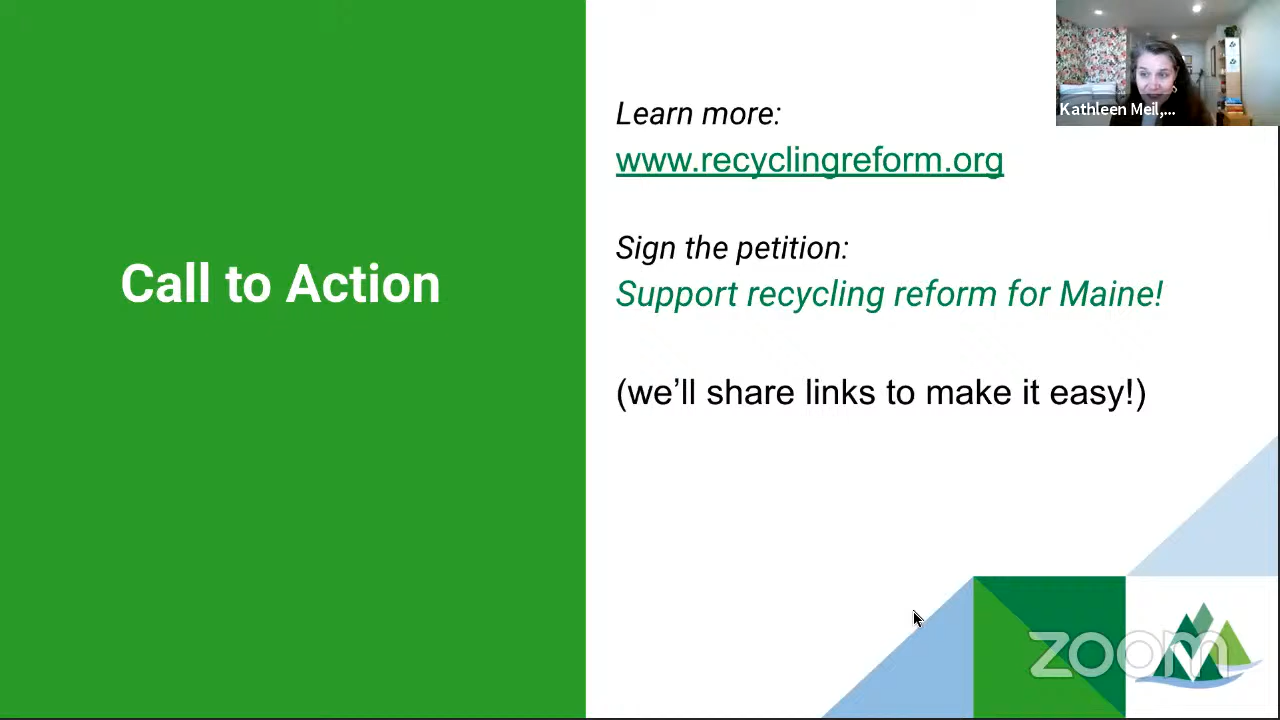 Call to Action
Learn more:
www.recyclingreform.org
Sign the petition:
Support recycling reform for Maine!
(we’ll share links to make it easy!)
Kathleen Meil,...
zoom